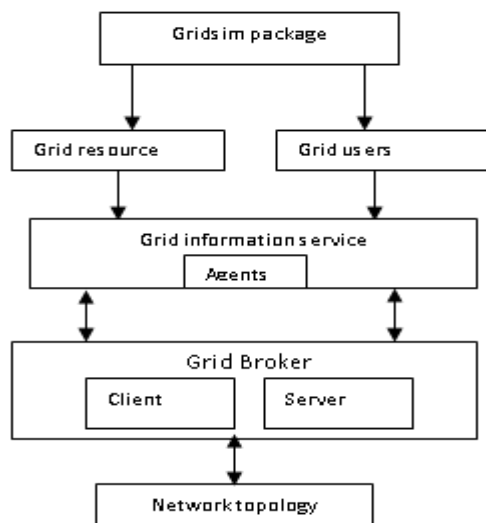 Gridsim package
Grid resource
Grid users
Grid information service
Agents
Grid Broker
Client
Server
Network topology